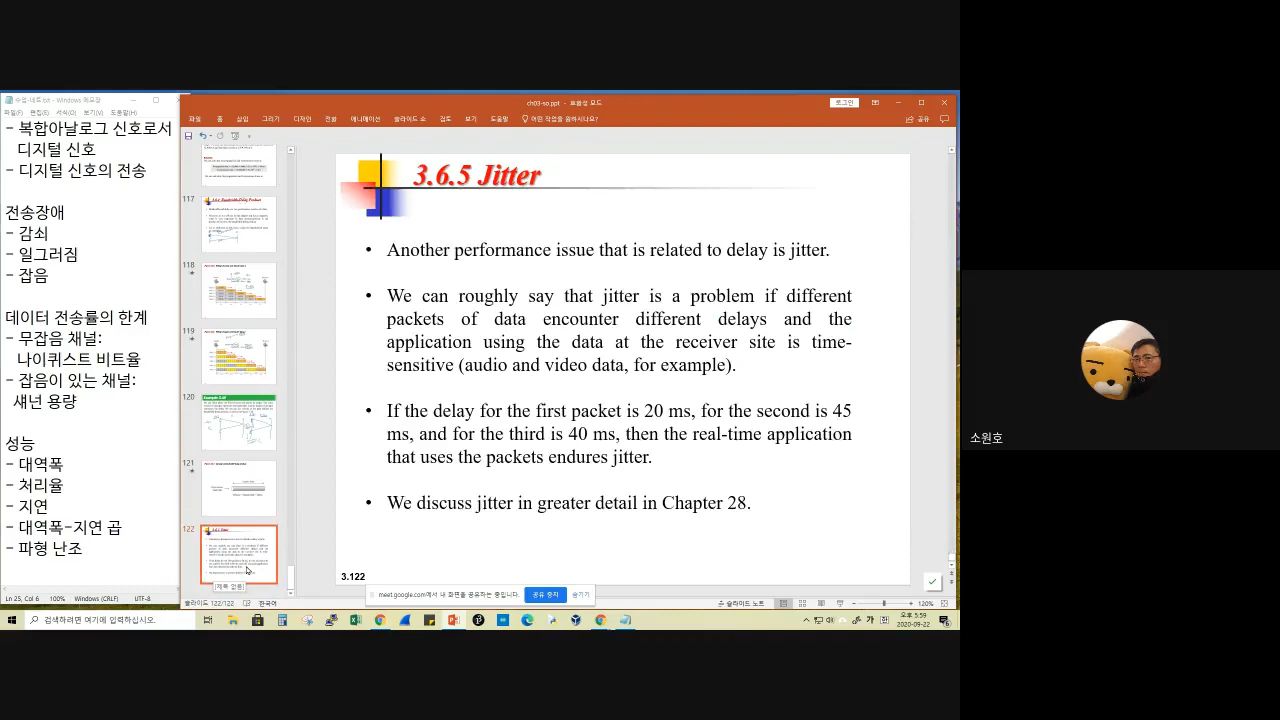 수업-네트.txt - Windows 메모장
파일(F) 편집(E) 서식(O) 보기(V) 도움말(H)
- 복합아날로그 신호로서
디지털 신호
- 디지털 신호의 전송
전송장애
- 감쇠
- 일그러짐
- 잡음
데이터 전송률의 한계
- 무잡음 채널:
나이퀴스트 비트율
- 잡음이 있는 채널:
섀넌 용량
성능
- 대역폭
- 처리율
- 지연
- 대역폭-지연 곱
- 파형 난조
Ln 25, Col 6 100% Windows (CRLF) UTF-8
ch03-so.ppt - 호환성 모드
로그인
파일 홈 삽입 그리기 디자인 전환 애니메이션 슬라이드 쇼 검토 보기 도움말 어떤 작업을 원하시나요? 공유
117
118
119
120
121
122
[제목 없음]
3.6.5 Jitter
• Another performance issue that is related to delay is jitter.
• can roughly say that jitter is a problem if different
packets of data encounter different delays and the
application using the data at the receiver site is time-
sensitive (audio and video data, for example).
• If the delay for the first packet is 20 ms, for the second is 45
ms, and for the third is 40 ms, then the real-time application
that uses the packets endures jitter.
• We discuss jitter in greater detail in Chapter 28.
3.122
meet.google.com에서 내 화면을 공유하는 중입니다. 공유 중지 숨기기
슬라이드 122/122 한국어 슬라이드 노트 120%
검색하려면 여기에 입력하십시오.
가
오후 5:59
2020-09-22
소원호